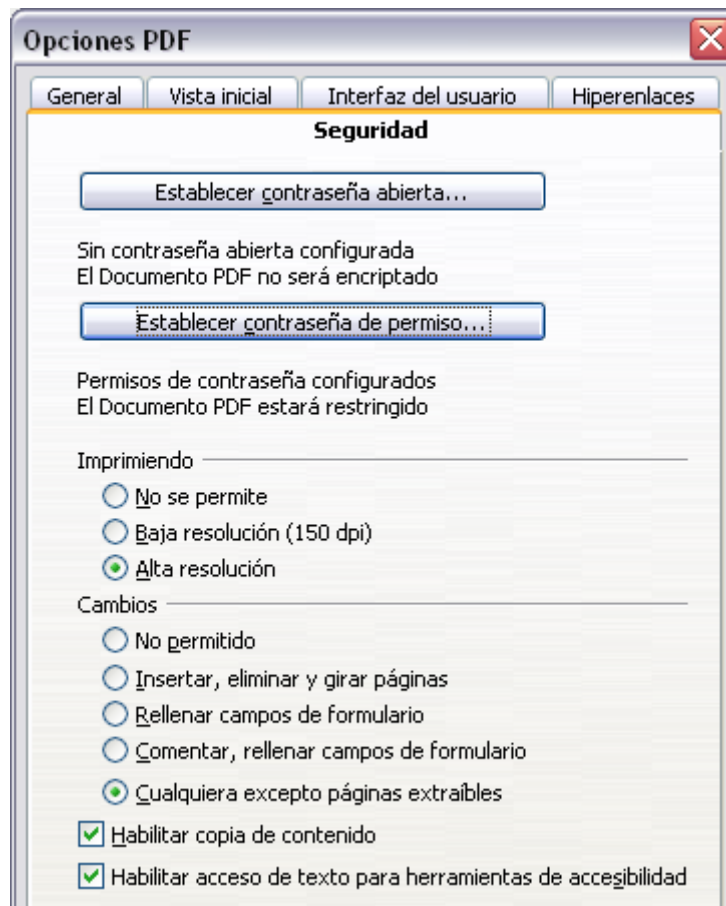 Opciones PDF
General
Vista inicial
Interfaz del usuario
Hiperenlaces
Seguridad
Establecer contraseña abierta...
Sin contraseña abierta configurada
El Documento PDF no será encriptado
Establecer contraseña de permiso...
Permisos de contraseña configurados
El Documento PDF estará restringido
Imprimiendo
No se permite
Baja resolución (150 dpi)
Alta resolución
Cambios
No permitido
Insertar, eliminar y girar páginas
Rellenar campos de formulario
Comentar, rellenar campos de formulario
Cualquiera excepto páginas extraíbles
Habilitar copia de contenido
Habilitar acceso de texto para herramientas de accesibilidad